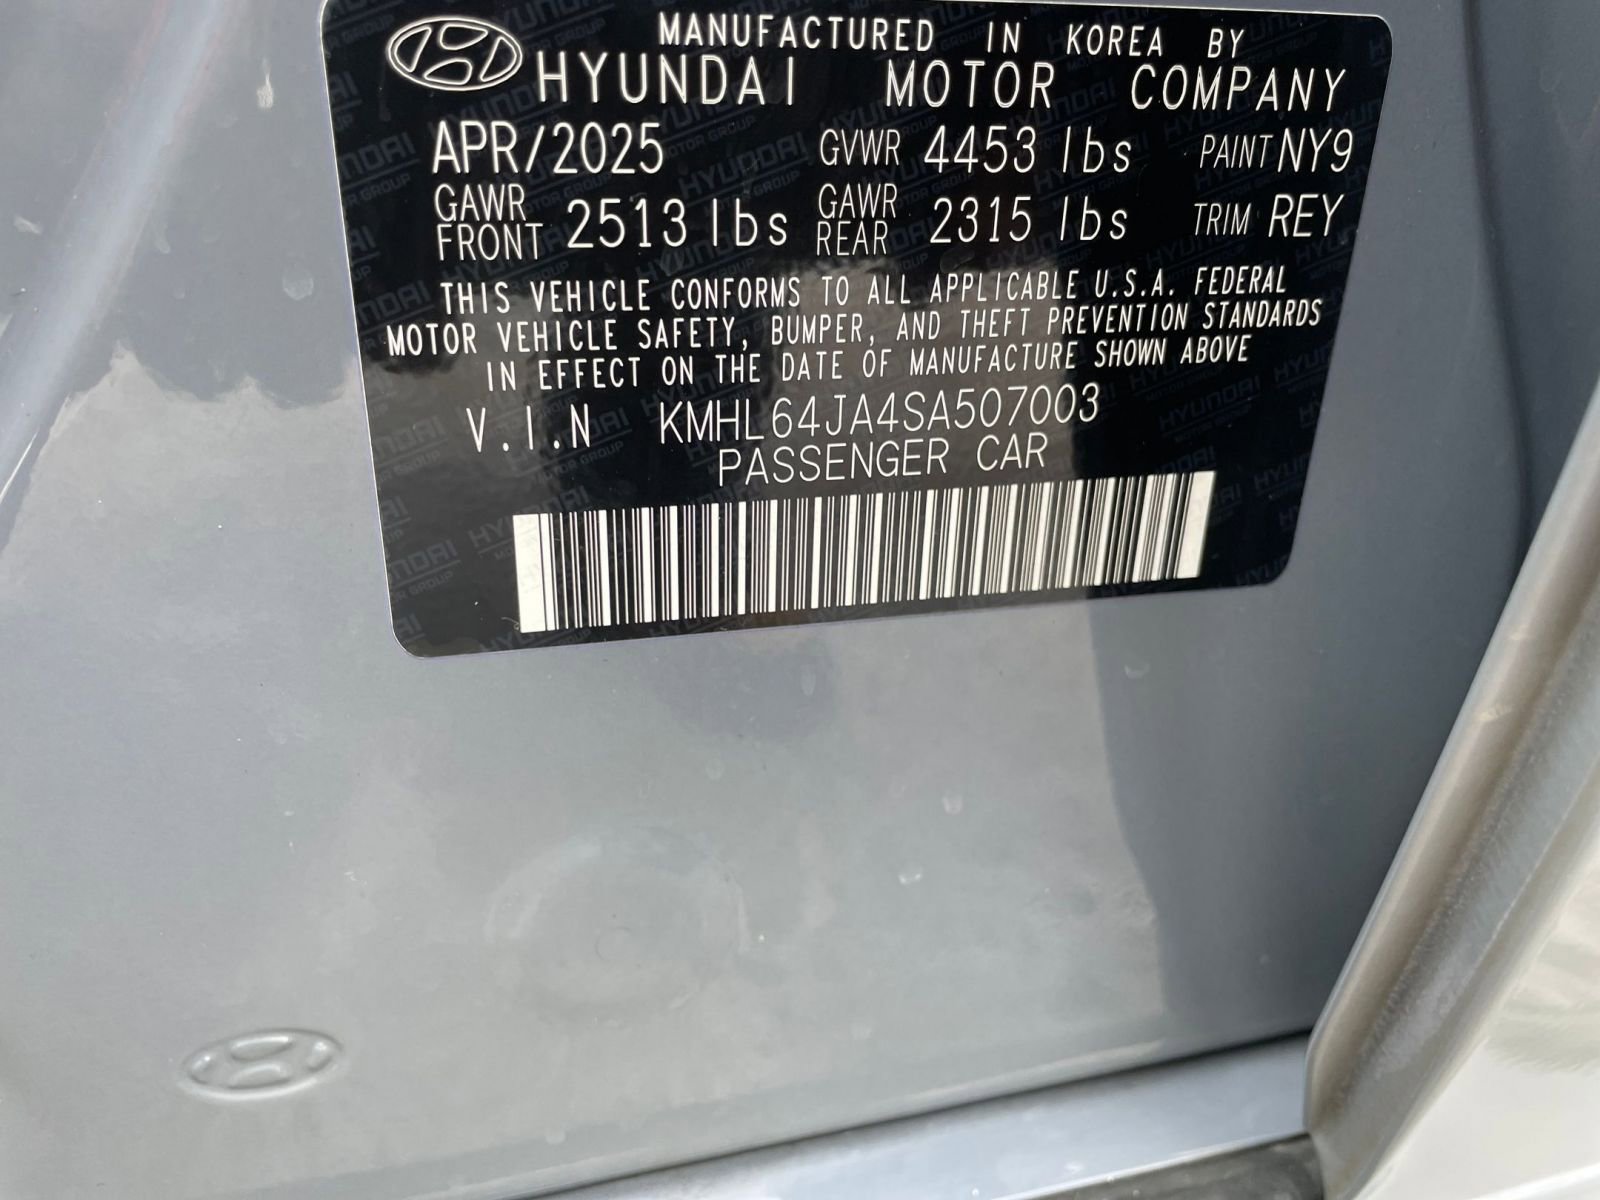 MANUFACTURED IN KOREA BY
HYUNDAI MOTOR COMPANY
APR/2025 GVWR 4453 lbs PAINT NY9
GAWR FRONT 2513 lbs GAWR REAR 2315 lbs TRIM REY
THIS VEHICLE CONFORMS TO ALL APPLICABLE U.S.A. FEDERAL
MOTOR VEHICLE SAFETY, BUMPER, AND THEFT PREVENTION STANDARDS
IN EFFECT ON THE DATE OF MANUFACTURE SHOWN ABOVE
V.I.N KMHL64JA4SA507003
PASSENGER CAR